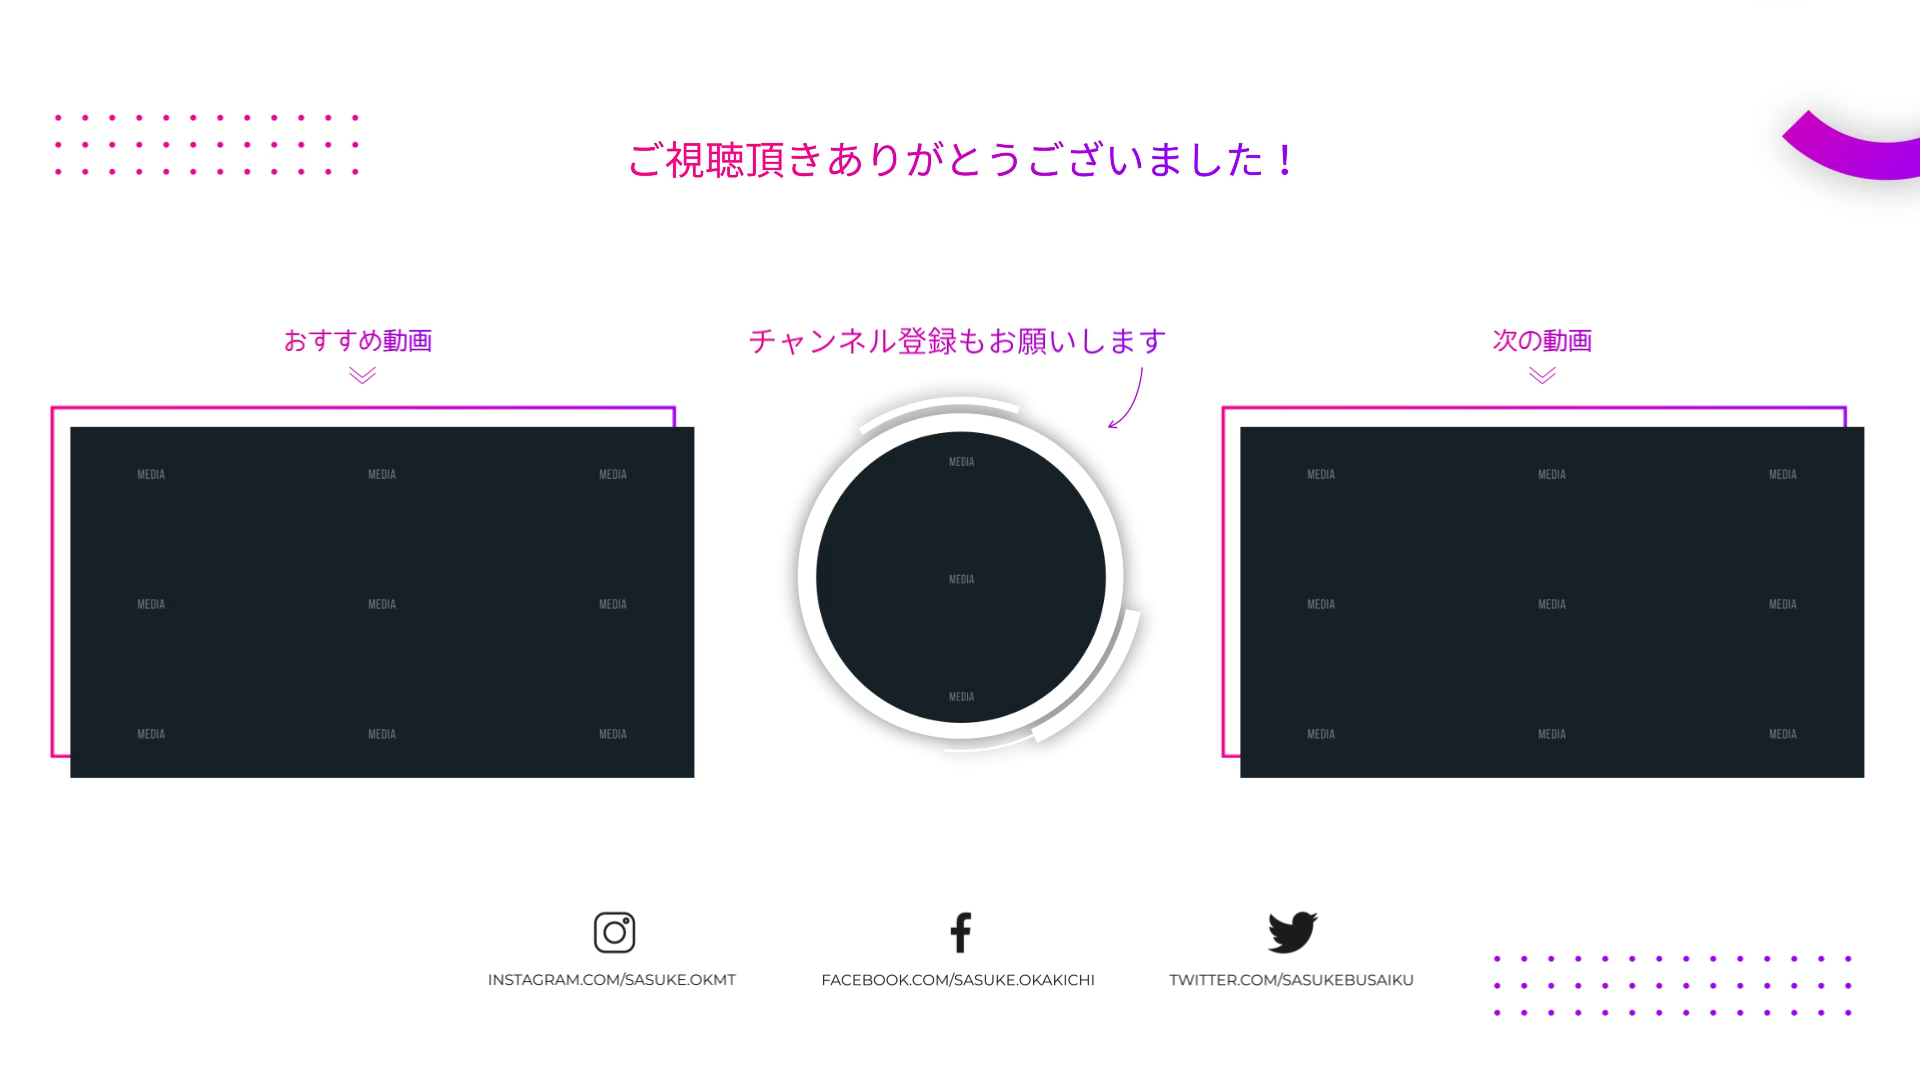 ご視聴頂きありがとうございました！
おすすめ動画
チャンネル登録もお願いします
次の動画
MEDIA MEDIA MEDIA
MEDIA
MEDIA MEDIA MEDIA
MEDIA MEDIA MEDIA
MEDIA
MEDIA MEDIA MEDIA
MEDIA MEDIA MEDIA
MEDIA
MEDIA MEDIA MEDIA
INSTAGRAM.COM/SASUKE.OKMT
FACEBOOK.COM/SASUKE.OKAKICHI
TWITTER.COM/SASUKEBUSAIKU